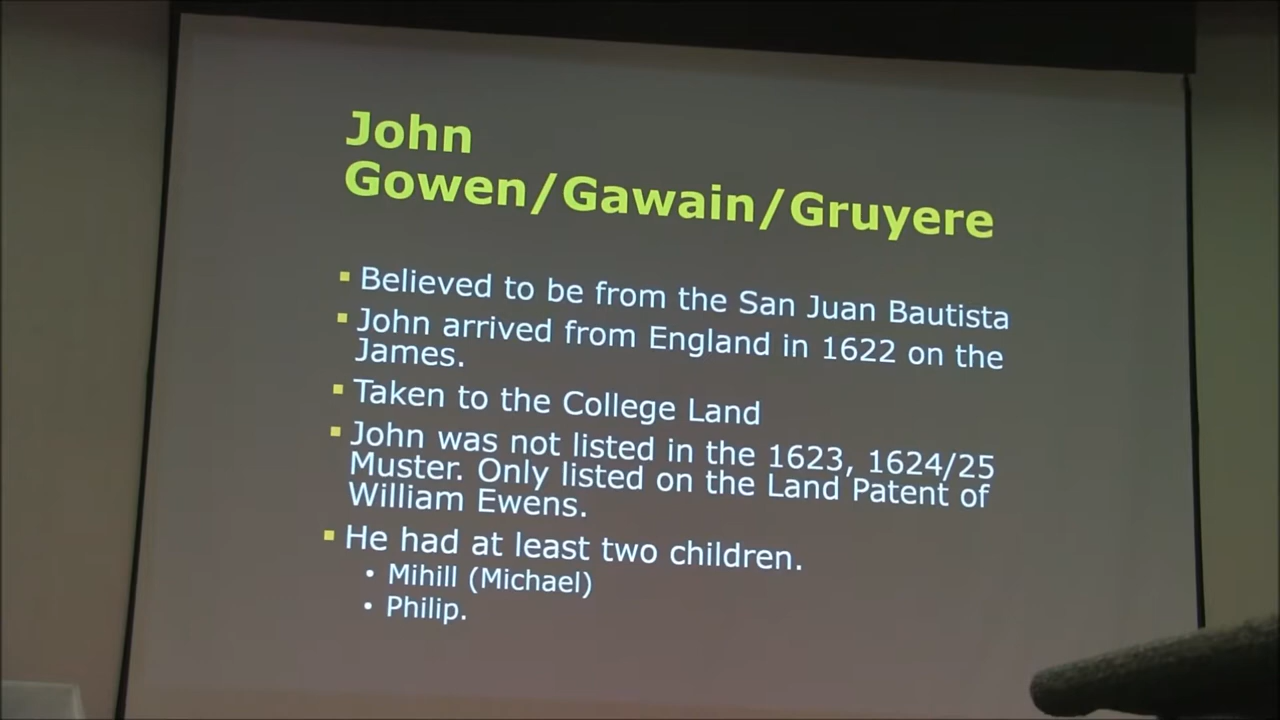 John
Gowen/Gawain/Gruyere
▪ Believed to be from the San Juan Bautista
▪ John arrived from England in 1622 on the
James.
▪ Taken to the College Land
▪ John was not listed in the 1623, 1624/25
Muster. Only listed on the Land Patent of
William Ewens.
▪ He had at least two children.
• Mihill (Michael)
• Philip.